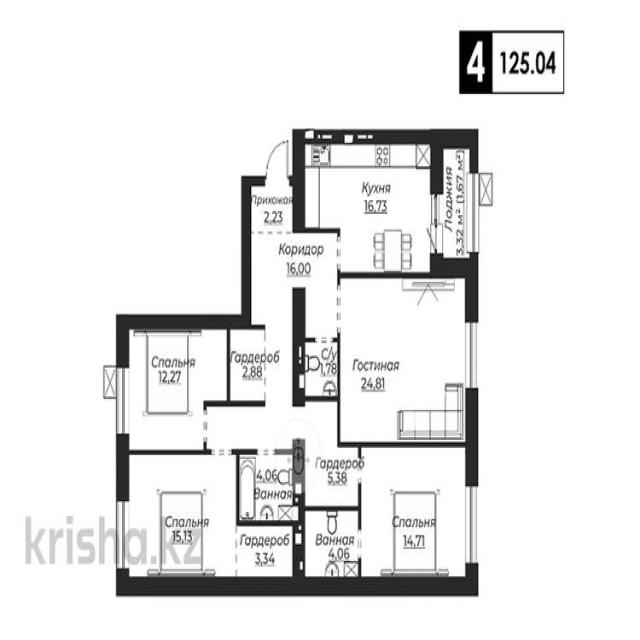 4 125.04
Кухня
16.73
Лоджия
3,32 м² (1,67 м²)
Прихожая
2.23
Коридор
16,00
Гардероб
2.88
С/у
1,78
Гостиная
24,81
Спальня
12,27
Гардероб
5,38
4,06
Ванная
Спальня
15,13
Гардероб
3,34
Ванная
4,06
Спальня
14,71
krisha.kz